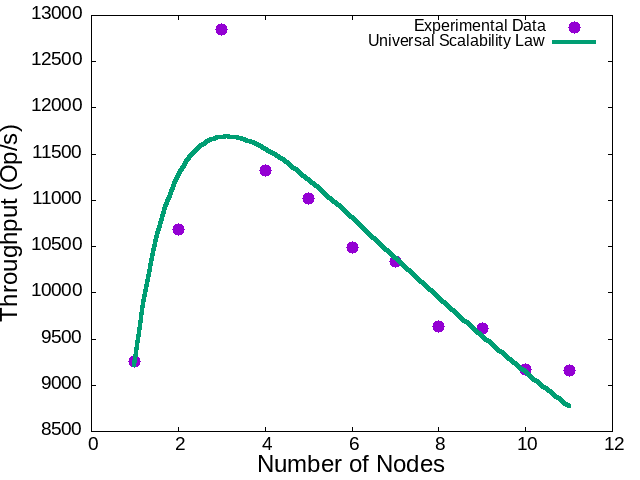 13000
12500
12000
11500
11000
10500
10000
9500
9000
8500
0 2 4 6 8 10 12
Throughput (Op/s)
Number of Nodes
Experimental Data
Universal Scalability Law